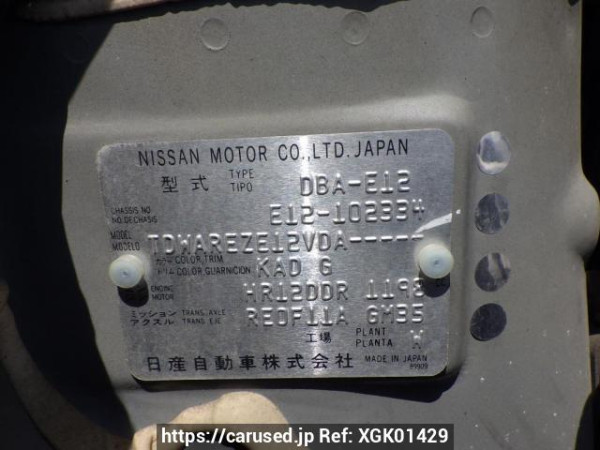 NISSAN MOTOR CO.,LTD.JAPAN
型式 TYPE TIPO DBA-E12
CHASSIS NO. NO.DE CHASIS E12-102334
MODEL MODELO TDWAREZE12VDA-----
COLOR,TRIM COLOR GUARNICION KAD G
ENGINE MOTOR HR12DDR 1198
ミッション アクスル TRANS. AXLE TRANS. EJE RE0F11A GM35
工場 PLANT PLANTA W
日産自動車株式会社 MADE IN JAPAN
https://carused.jp Ref: XGK01429